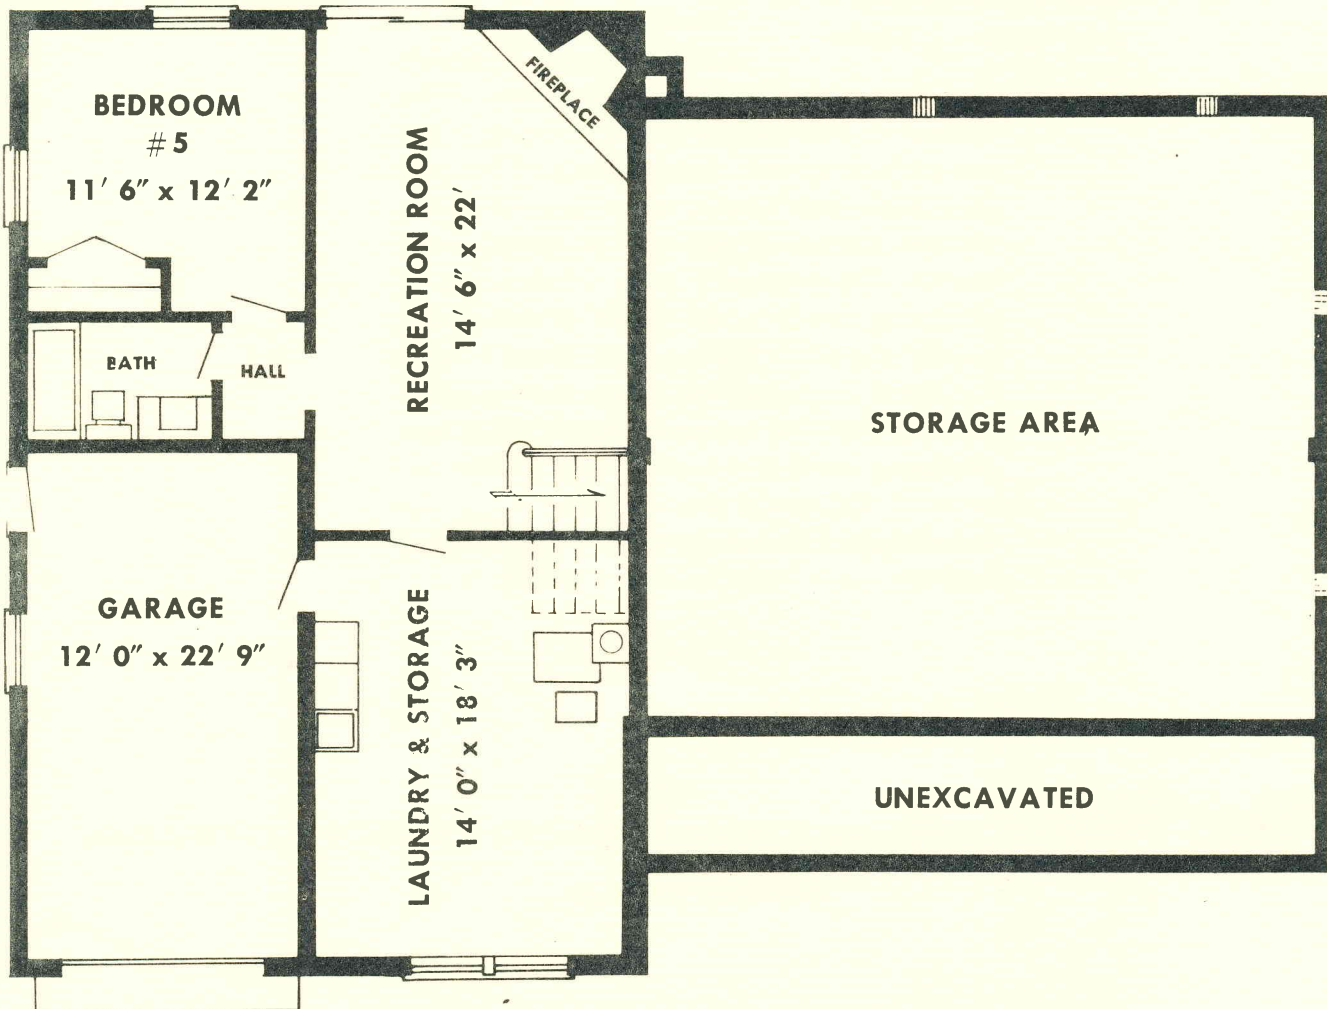 BEDROOM
#5
11′ 6″ x 12′ 2″
FIREPLACE
RECREATION ROOM
14′ 6″ x 22′
BATH
HALL
STORAGE AREA
GARAGE
12′ 0″ x 22′ 9″
LAUNDRY & STORAGE
14′ 0″ x 18′ 3″
UNEXCAVATED